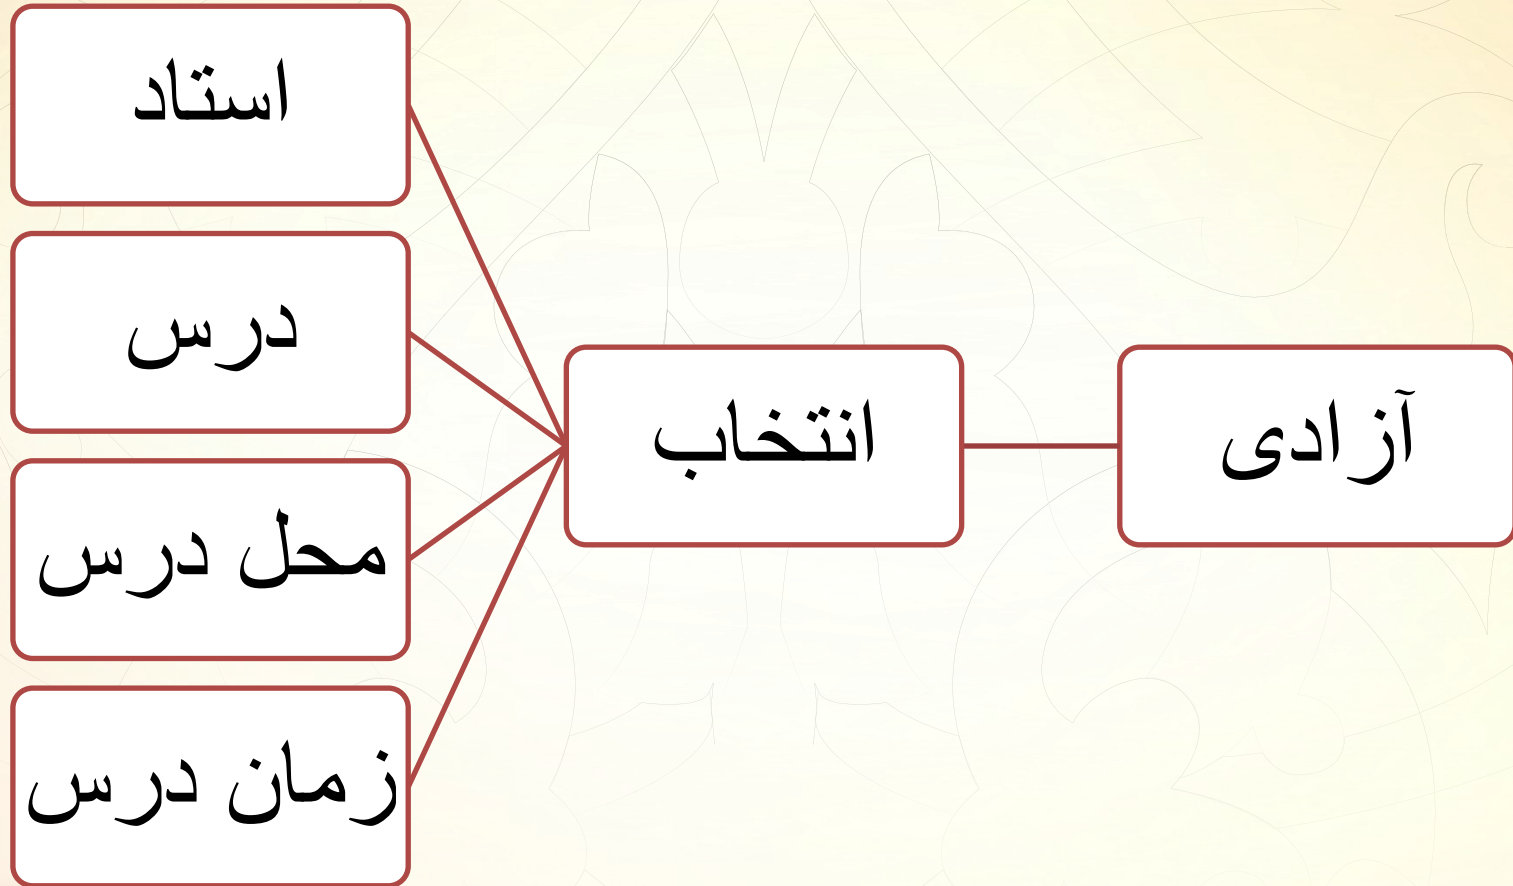 آزادی
انتخاب
استاد
درس
محل درس
زمان درس